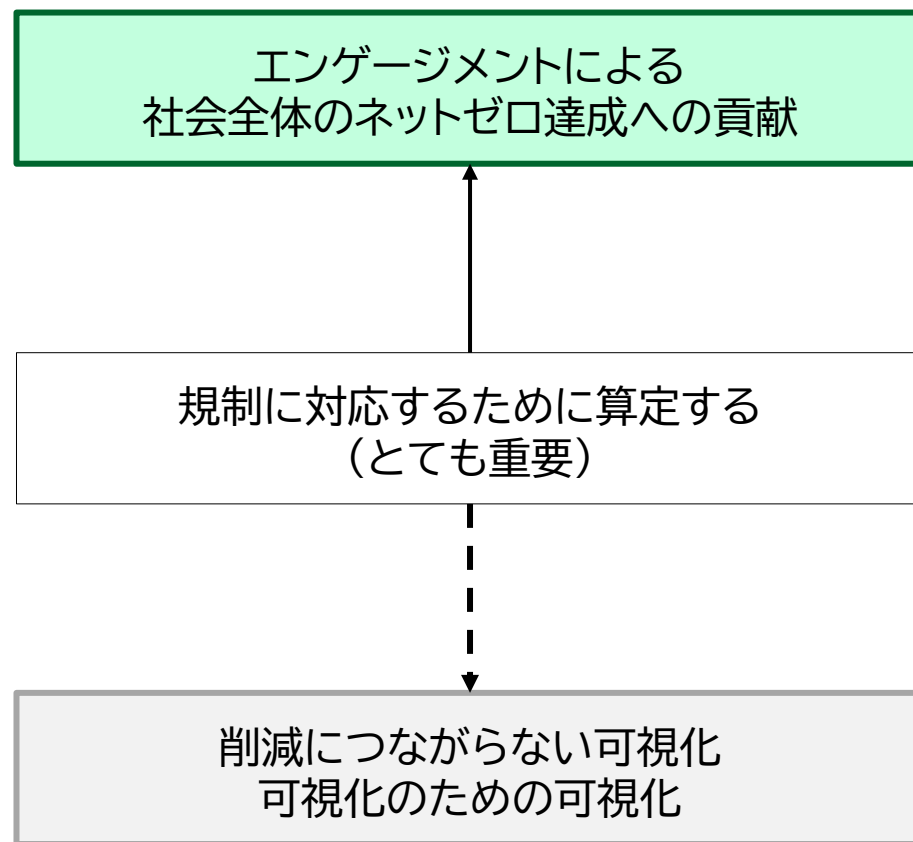 エンゲージメントによる
社会全体のネットゼロ達成への貢献
規制に対応するために算定する
（とても重要）
削減につながらない可視化
可視化のための可視化